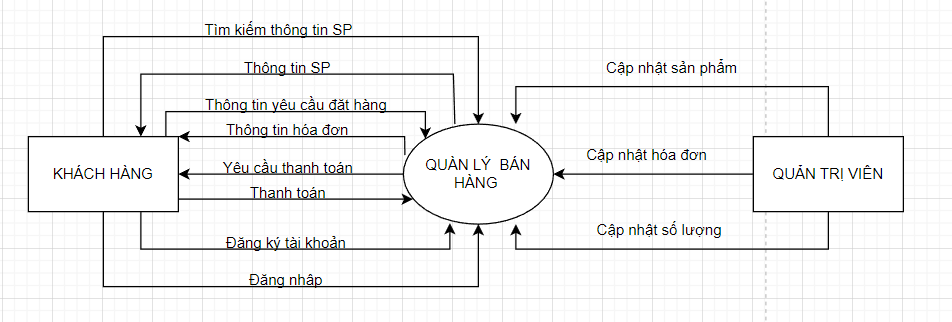 Tìm kiếm thông tin SP
Thông tin SP
Cập nhật sản phẩm
Thông tin yêu cầu đăt hàng
Thông tin hóa đơn
KHÁCH HÀNG
Yêu cầu thanh toán
QUẢN LÝ BÁN
HÀNG
Cập nhật hóa đơn
QUẢN TRỊ VIÊN
Thanh toán
Đăng ký tài khoản
Cập nhật số lượng
Đăng nhâp